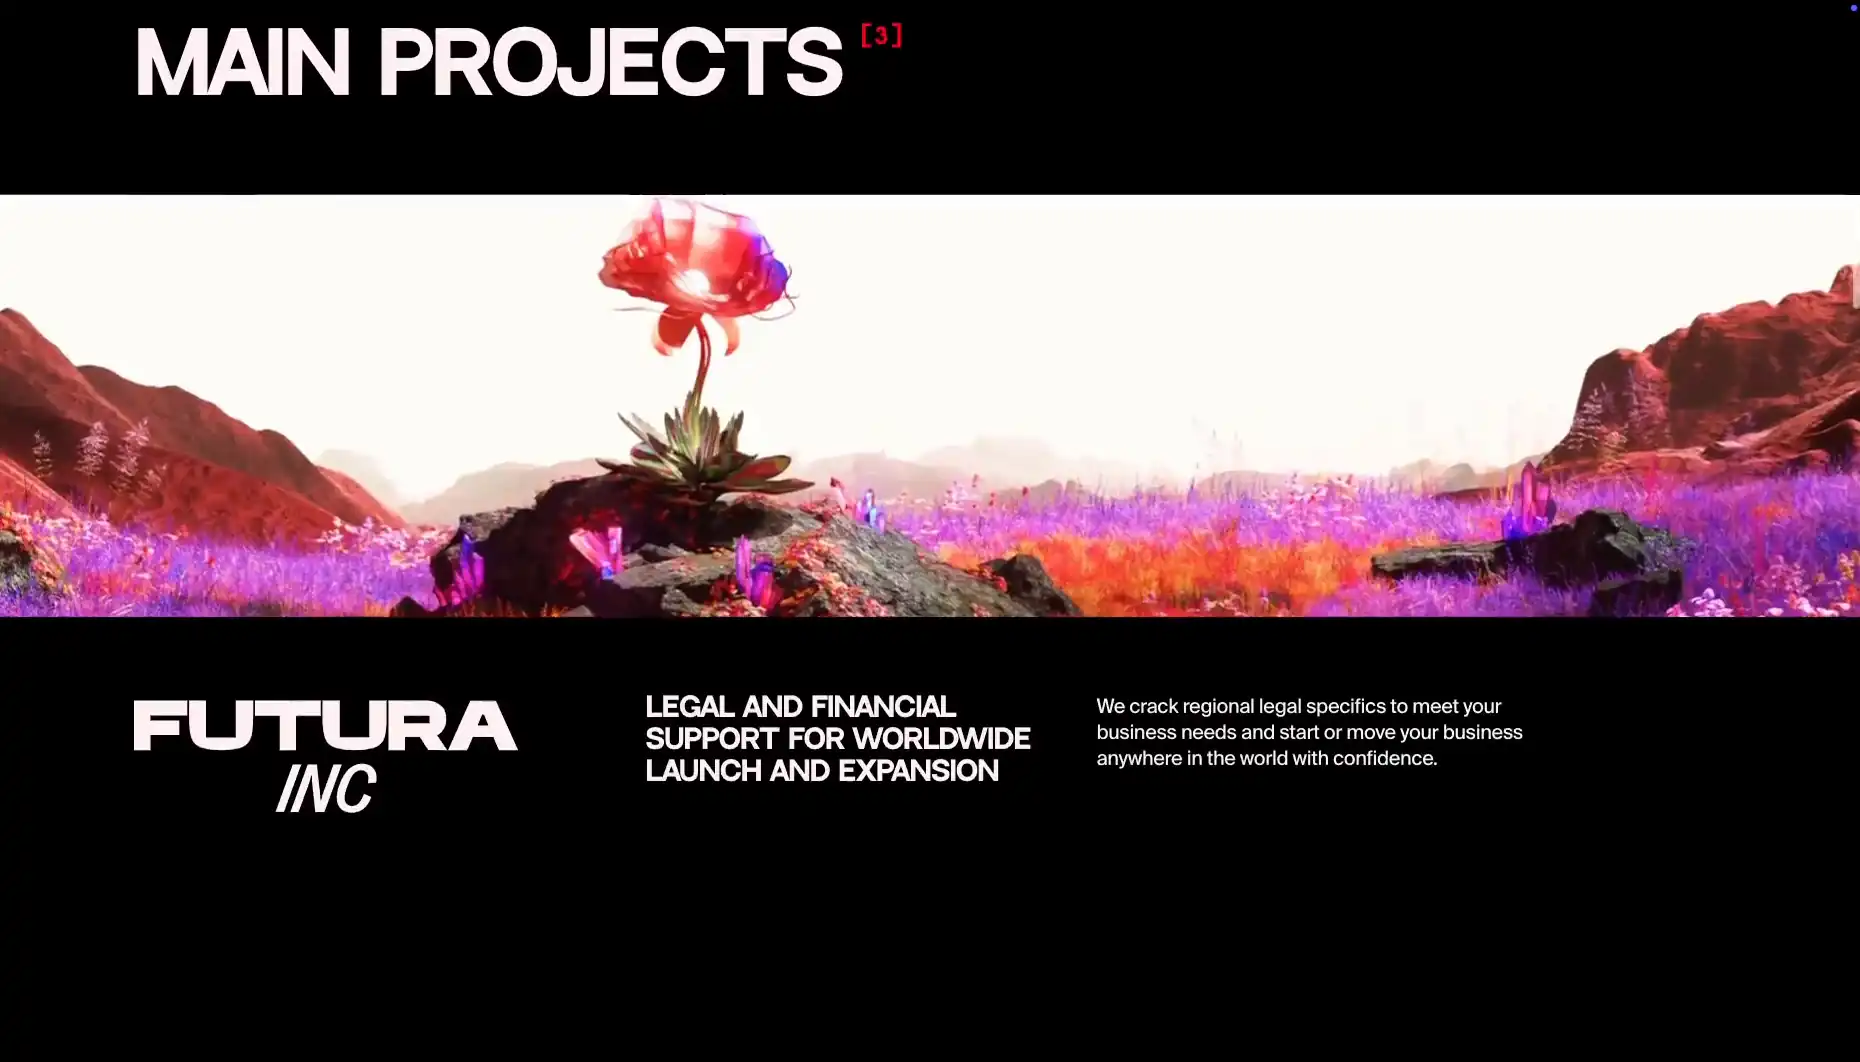 MAIN PROJECTS [3]
FUTURA
INC
LEGAL AND FINANCIAL
SUPPORT FOR WORLDWIDE
LAUNCH AND EXPANSION
We crack regional legal specifics to meet your
business needs and start or move your business
anywhere in the world with confidence.